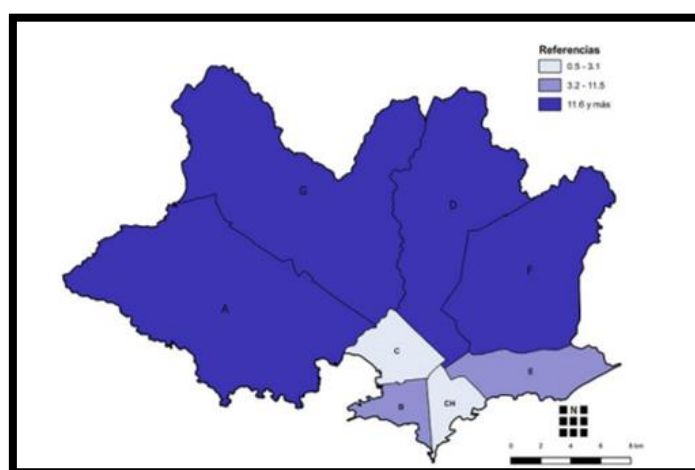 Referencias
0.5 - 3.1
3.2 - 11.5
11.6 y más
G
D
F
A
C
E
B
CH
N
0 2 4 6 8 km